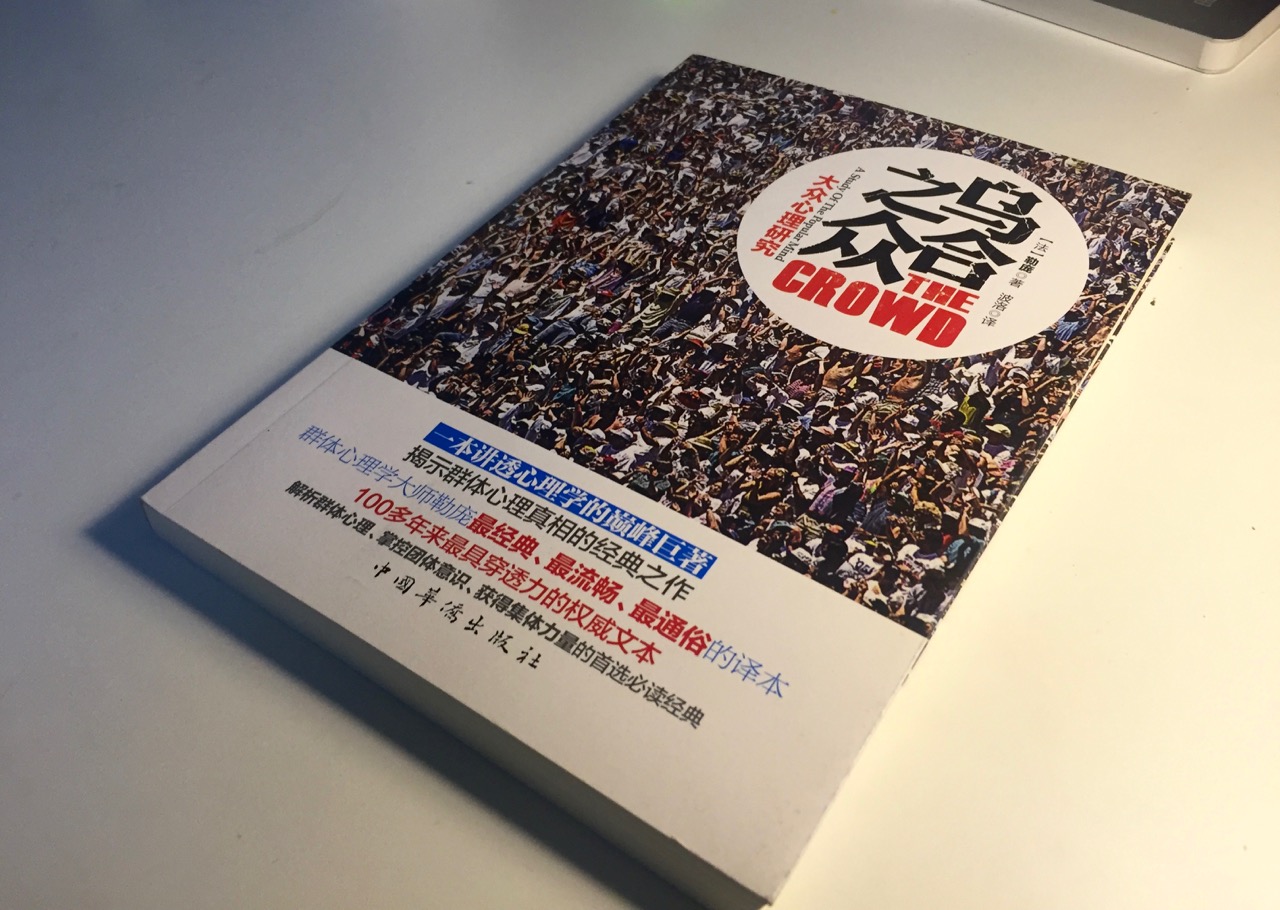 乌合
之众
THE
CROWD
A Study Of The Popular Mind
大众心理研究
【法】勒庞◎著 波洛◎译
一本讲透心理学的巅峰巨著
揭示群体心理真相的经典之作
群体心理学大师勒庞最经典、最流畅、最通俗的译本
100多年来最具穿透力的权威文本
解析群体心理、掌控團体意识、获得集体力量的首选必读经典
中國華僑出版社